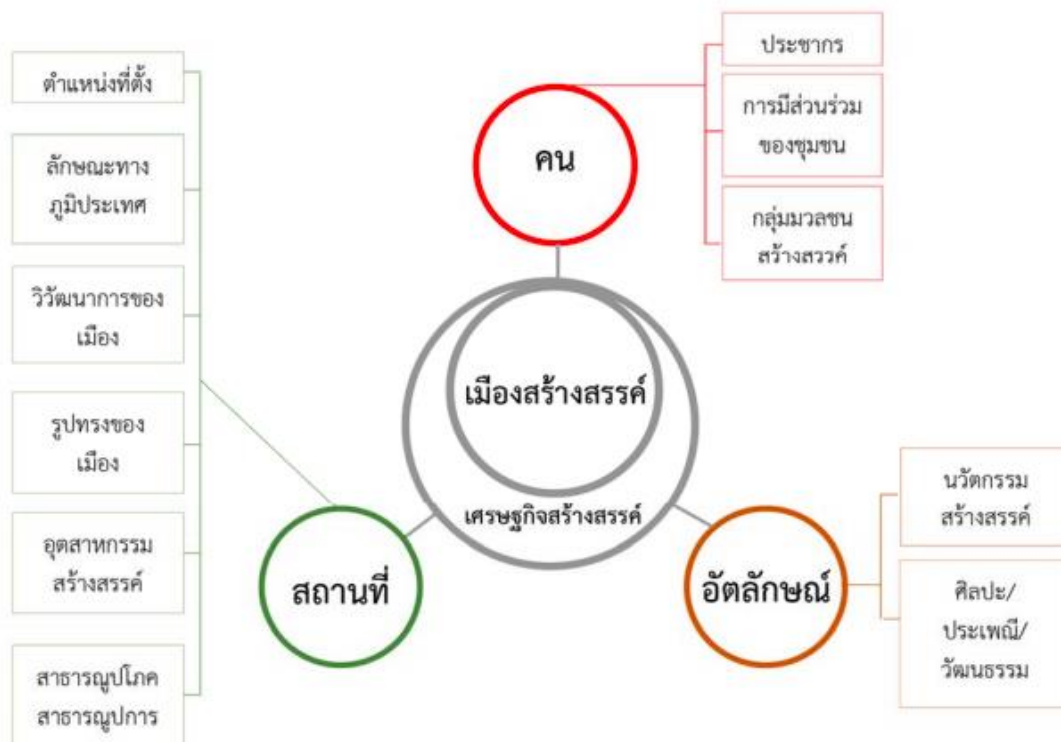 ประชากร
การมีส่วนร่วม
ของชุมชน
กลุ่มมวลชน
สร้างสววค์
คน
ตำแหน่งที่ตั้ง
ลักษณะทาง
ภูมิประเทศ
วิวัฒนาการของ
เมือง
รูปทรงของ
เมือง
อุตสาหกรรม
สร้างสรรค์
สาธารณูปโภค
สาธารณูปการ
เมืองสร้างสรรค์
เศรษฐกิจสร้างสรรค์
สถานที่
อัตลักษณ์
นวัตกรรม
สร้างสรรค์
ศิลปะ/
ประเพณี/
วัฒนธรรม